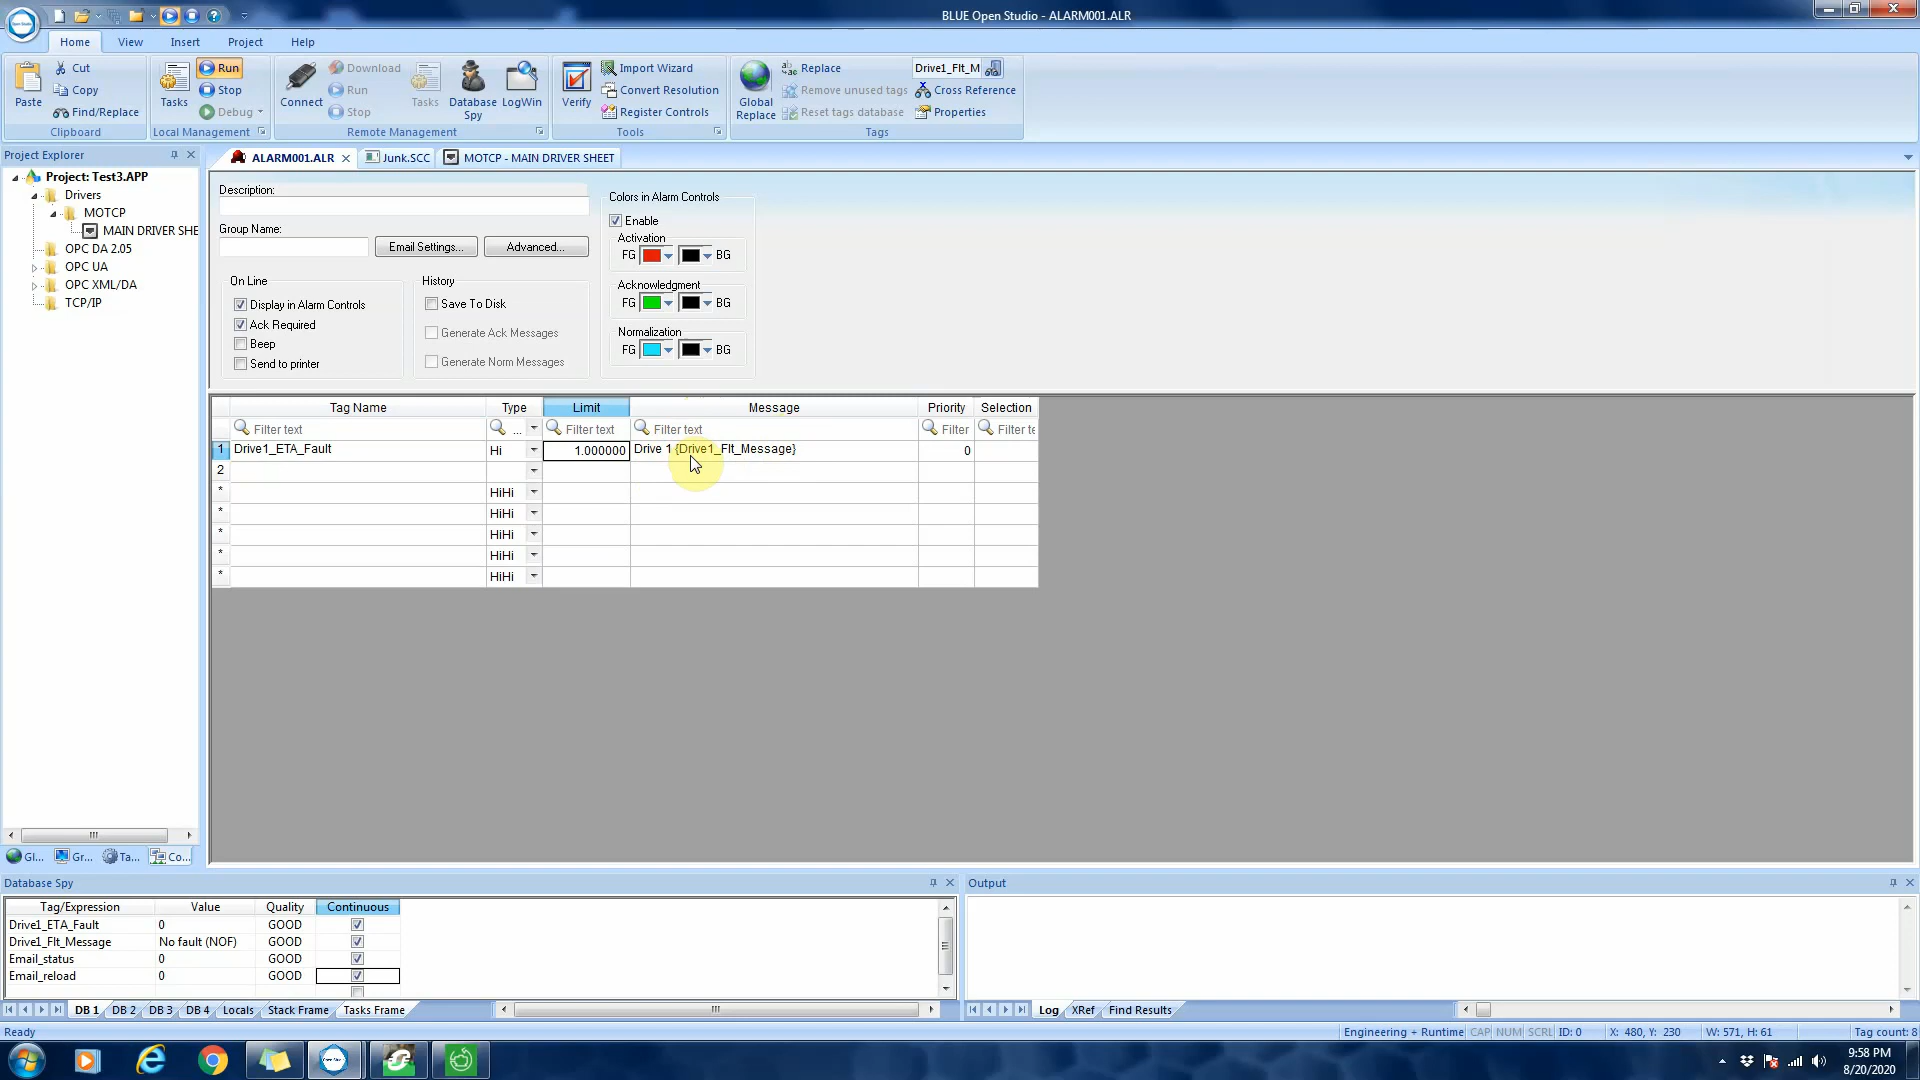 BLUE Open Studio - ALARM001.ALR
Open Studio
Home View Insert Project Help
Paste
Cut
Copy
Find/Replace
Clipboard
Tasks
Run
Stop
Debug
Local Management
Connect
Download
Run
Stop
Tasks
Database Spy
LogWin
Remote Management
Verify
Import Wizard
Convert Resolution
Register Controls
Tools
Global Replace
Replace
Remove unused tags
Reset tags database
Drive1_Flt_M
Cross Reference
Properties
Tags
Project Explorer
Project: Test3.APP
Drivers
MOTCP
MAIN DRIVER SHE
OPC DA 2.05
OPC UA
OPC XML/DA
TCP/IP
Gl... Gr... Ta... Co...
ALARM001.ALR Junk.SCC MOTCP - MAIN DRIVER SHEET
Description:
Group Name:
Email Settings... Advanced...
On Line
Display in Alarm Controls
Ack Required
Beep
Send to printer
History
Save To Disk
Generate Ack Messages
Generate Norm Messages
Colors in Alarm Controls
Enable
Activation
FG BG
Acknowledgment
FG BG
Normalization
FG BG
Tag Name Type Limit Message Priority Selection
Filter text ... Filter text Filter text Filter Filter te
1 Drive1_ETA_Fault Hi 1.000000 Drive 1 {Drive1_Flt_Message} 0
2
* HiHi
* HiHi
* HiHi
* HiHi
* HiHi
Database Spy
Tag/Expression Value Quality Continuous
Drive1_ETA_Fault 0 GOOD
Drive1_Flt_Message No fault (NOF) GOOD
Email_status 0 GOOD
Email_reload 0 GOOD
DB 1 DB 2 DB 3 DB 4 Locals Stack Frame Tasks Frame
Output
Log XRef Find Results
Ready
Engineering + Runtime CAP NUM SCRL ID: 0 X: 480, Y: 230 W: 571, H: 61 Tag count: 8
Open Studio
9:58 PM
8/20/2020